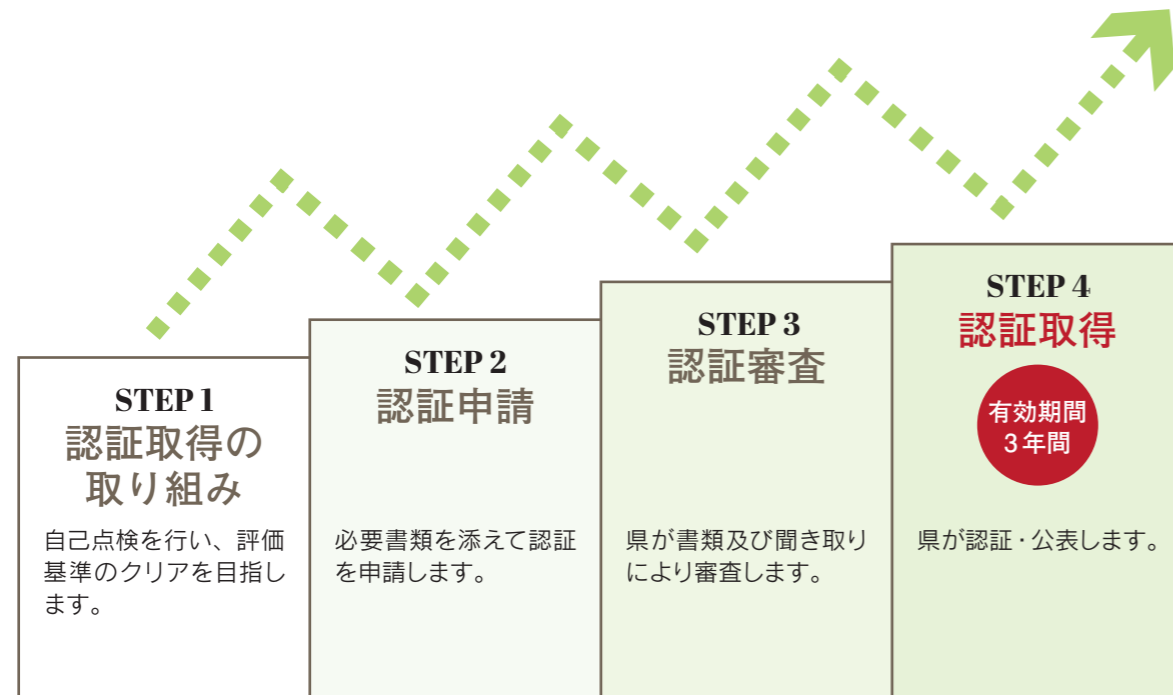 STEP 1
認証取得の
取り組み
自己点検を行い、評価
基準のクリアを目指し
ます。
STEP 2
認証申請
必要書類を添えて認証
を申請します。
STEP 3
認証審査
県が書類及び聞き取り
により審査します。
STEP 4
認証取得
有効期間
3年間
県が認証・公表します。